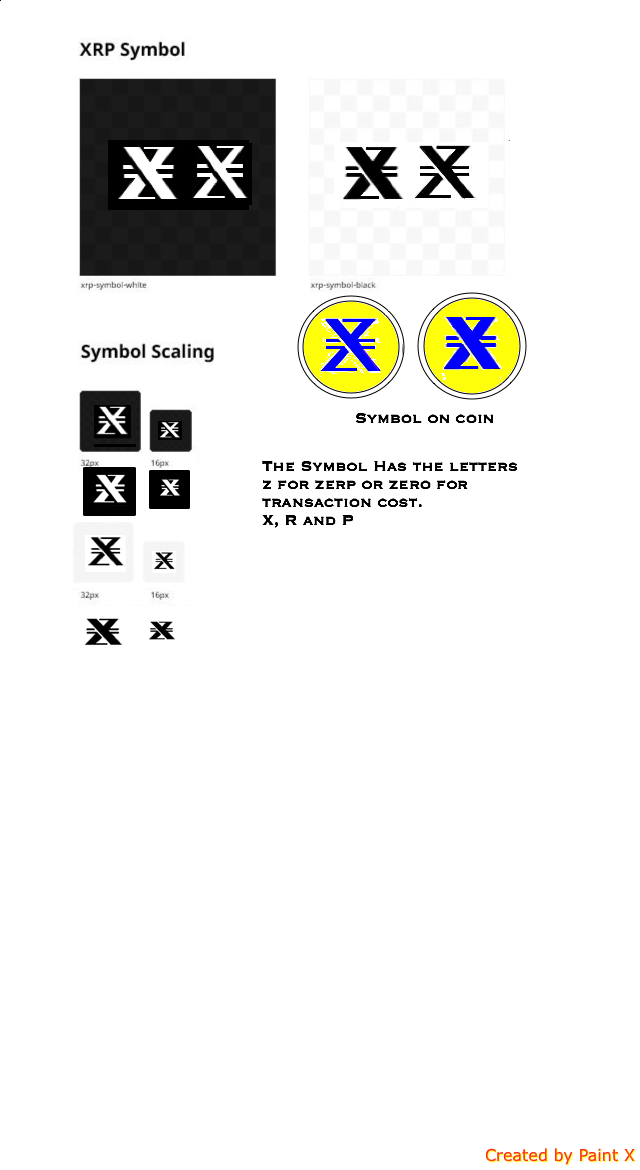 XRP Symbol
xrp-symbol-white
xrp-symbol-black
Symbol Scaling
Symbol on coin
32px
16px
The Symbol Has the letters
z for zerp or zero for
transaction cost.
X, R and P
32px
16px
Created by Paint X